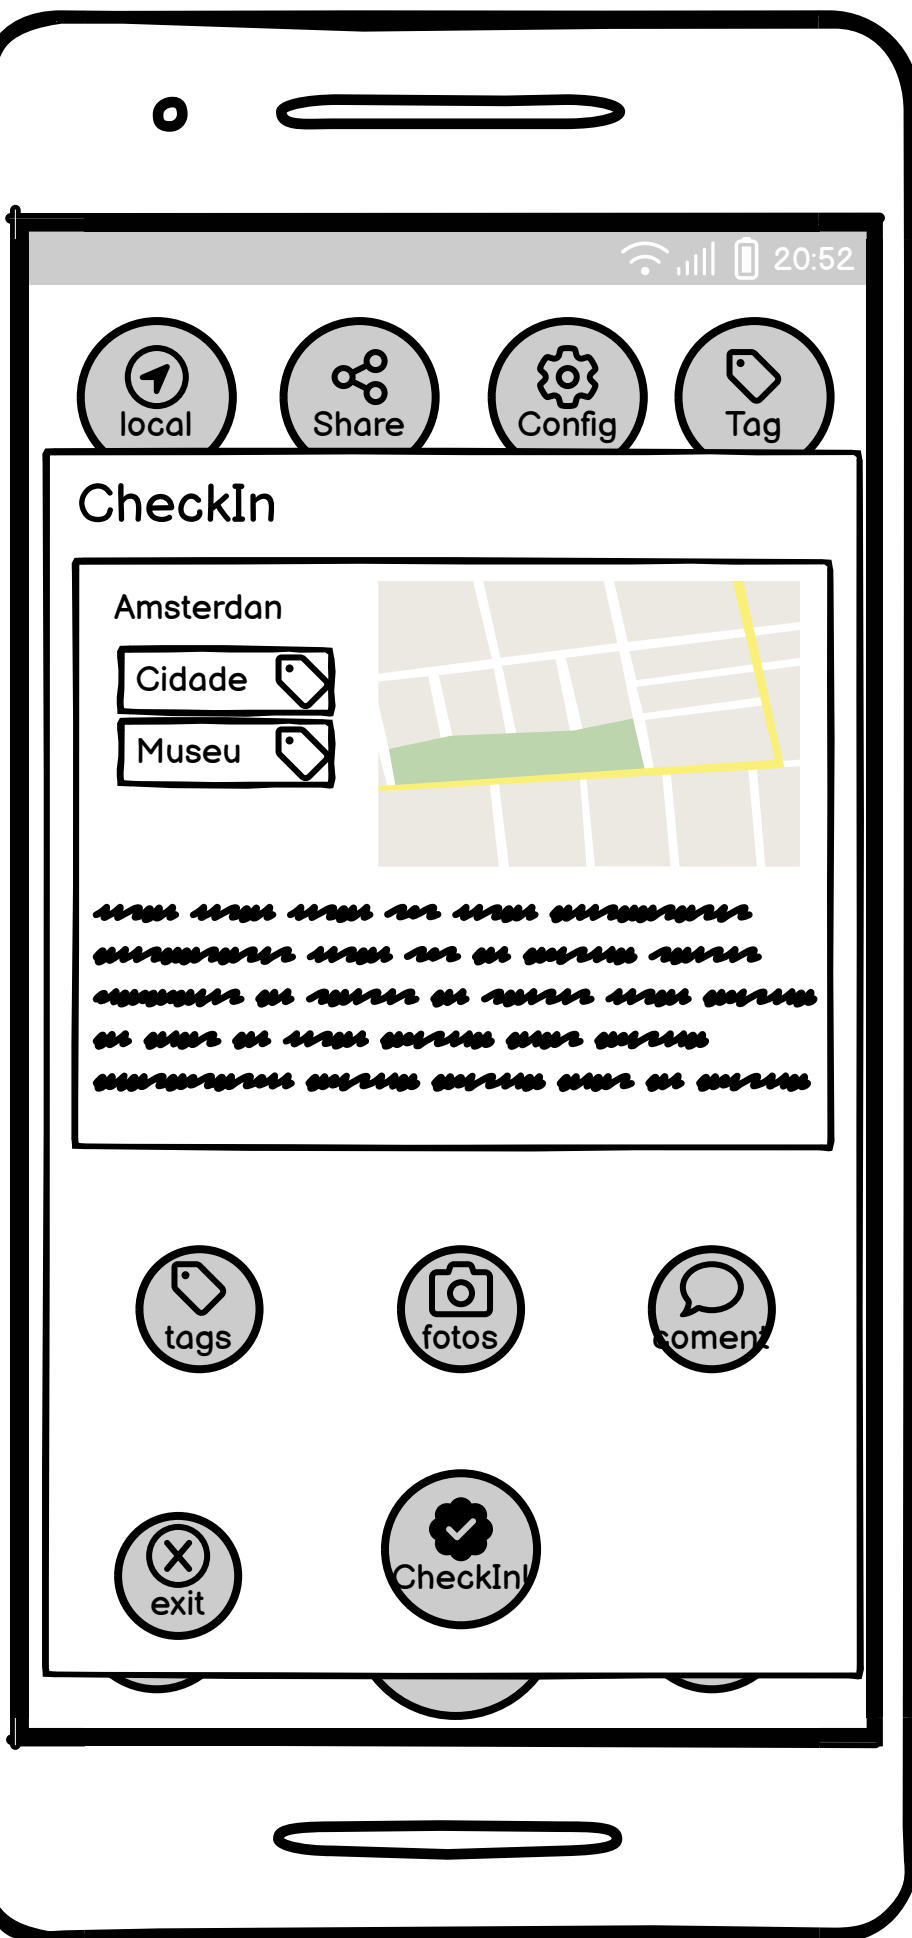 20:52
local Share Config Tag
CheckIn
Amsterdan
Cidade
Museu
tags fotos coment
CheckIn!
exit